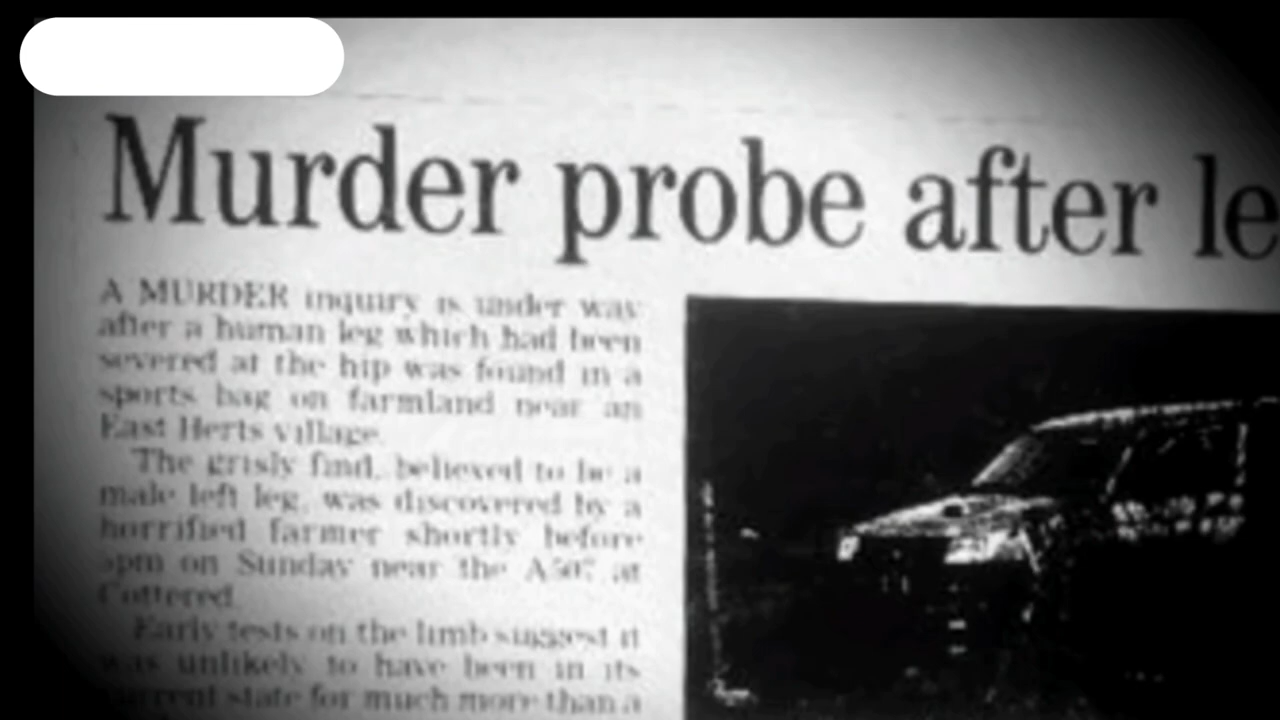 Murder probe after le
A MURDER inquiry is under way
after a human leg which had been
severed at the hip was found in a
sports bag on farmland near an
East Herts village.
The grisly find, believed to be a
male left leg, was discovered by a
horrified farmer shortly before
on Sunday near the A507 at
Cottered.
Early tests on the limb suggest it
was unlikely to have been in its
current state for much more than a